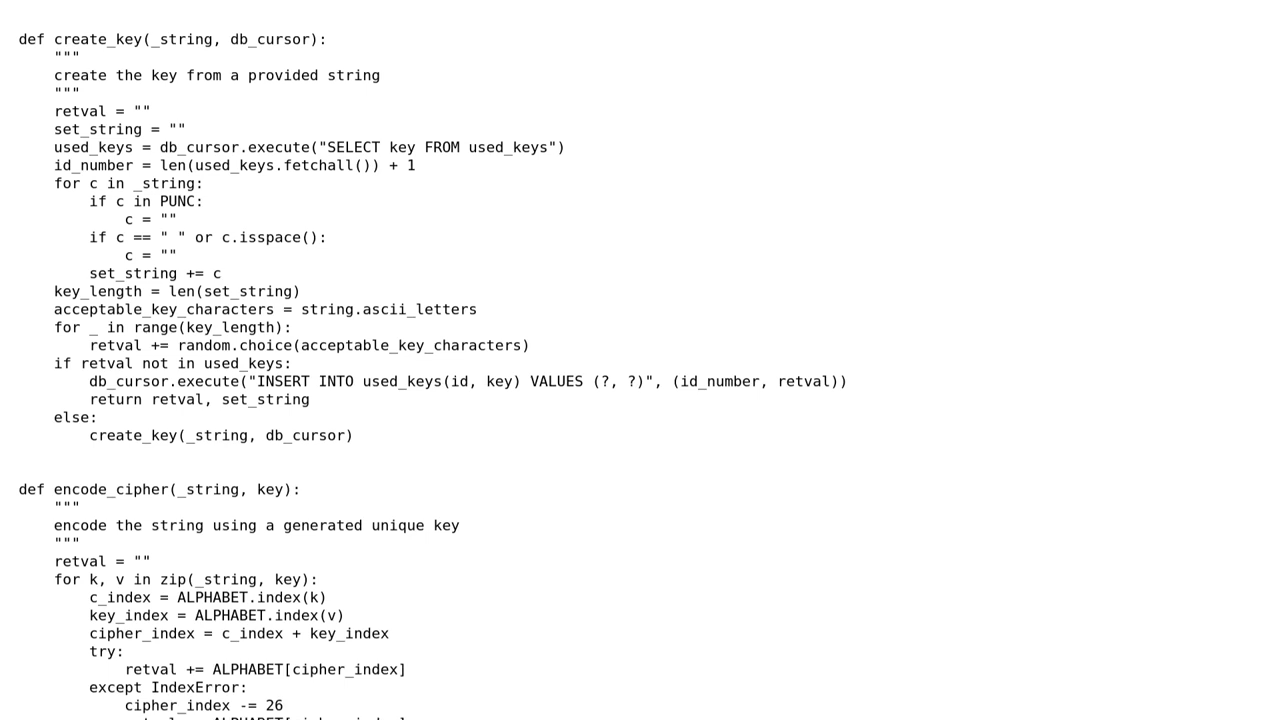 def create_key(_string, db_cursor):
    """
    create the key from a provided string
    """
    retval = ""
    set_string = ""
    used_keys = db_cursor.execute("SELECT key FROM used_keys")
    id_number = len(used_keys.fetchall()) + 1
    for c in _string:
        if c in PUNC:
            c = ""
        if c == " " or c.isspace():
            c = ""
        set_string += c
    key_length = len(set_string)
    acceptable_key_characters = string.ascii_letters
    for _ in range(key_length):
        retval += random.choice(acceptable_key_characters)
    if retval not in used_keys:
        db_cursor.execute("INSERT INTO used_keys(id, key) VALUES (?, ?)", (id_number, retval))
        return retval, set_string
    else:
        create_key(_string, db_cursor)


def encode_cipher(_string, key):
    """
    encode the string using a generated unique key
    """
    retval = ""
    for k, v in zip(_string, key):
        c_index = ALPHABET.index(k)
        key_index = ALPHABET.index(v)
        cipher_index = c_index + key_index
        try:
            retval += ALPHABET[cipher_index]
        except IndexError:
            cipher_index -= 26